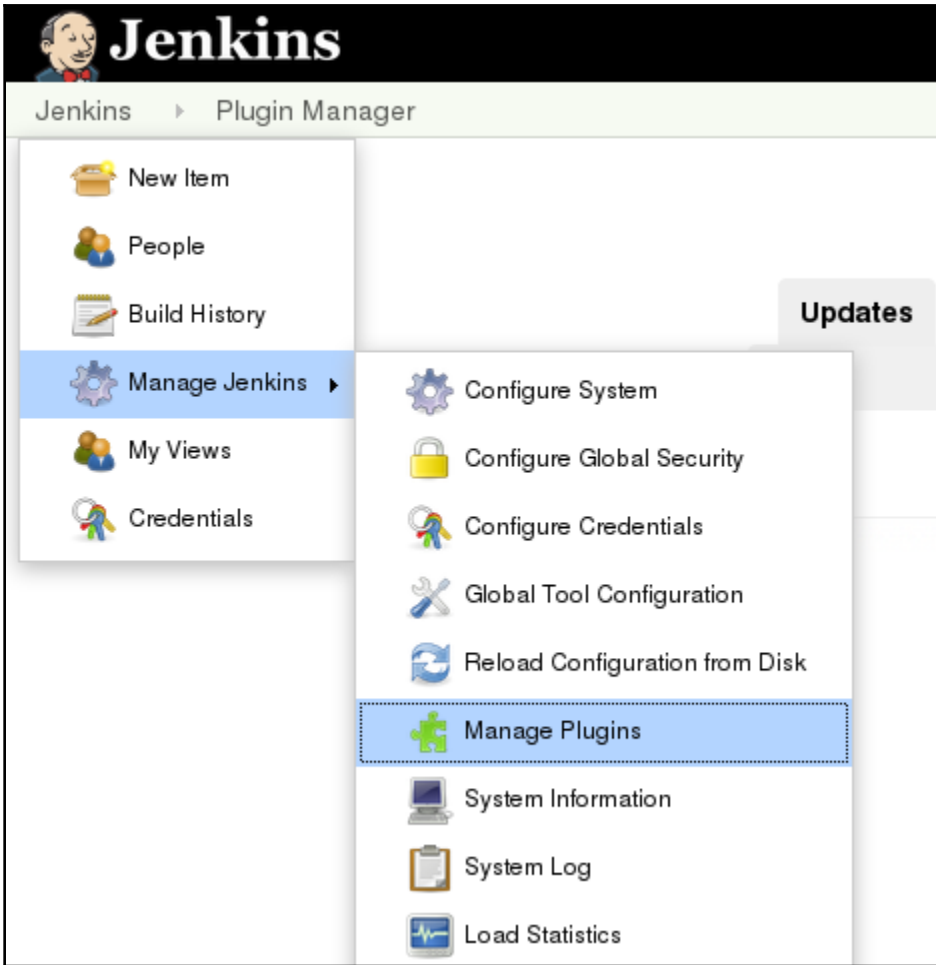 Jenkins
Jenkins Plugin Manager
New Item
People
Build History
Updates
Manage Jenkins
My Views
Credentials
Configure System
Configure Global Security
Configure Credentials
Global Tool Configuration
Reload Configuration from Disk
Manage Plugins
System Information
System Log
Load Statistics